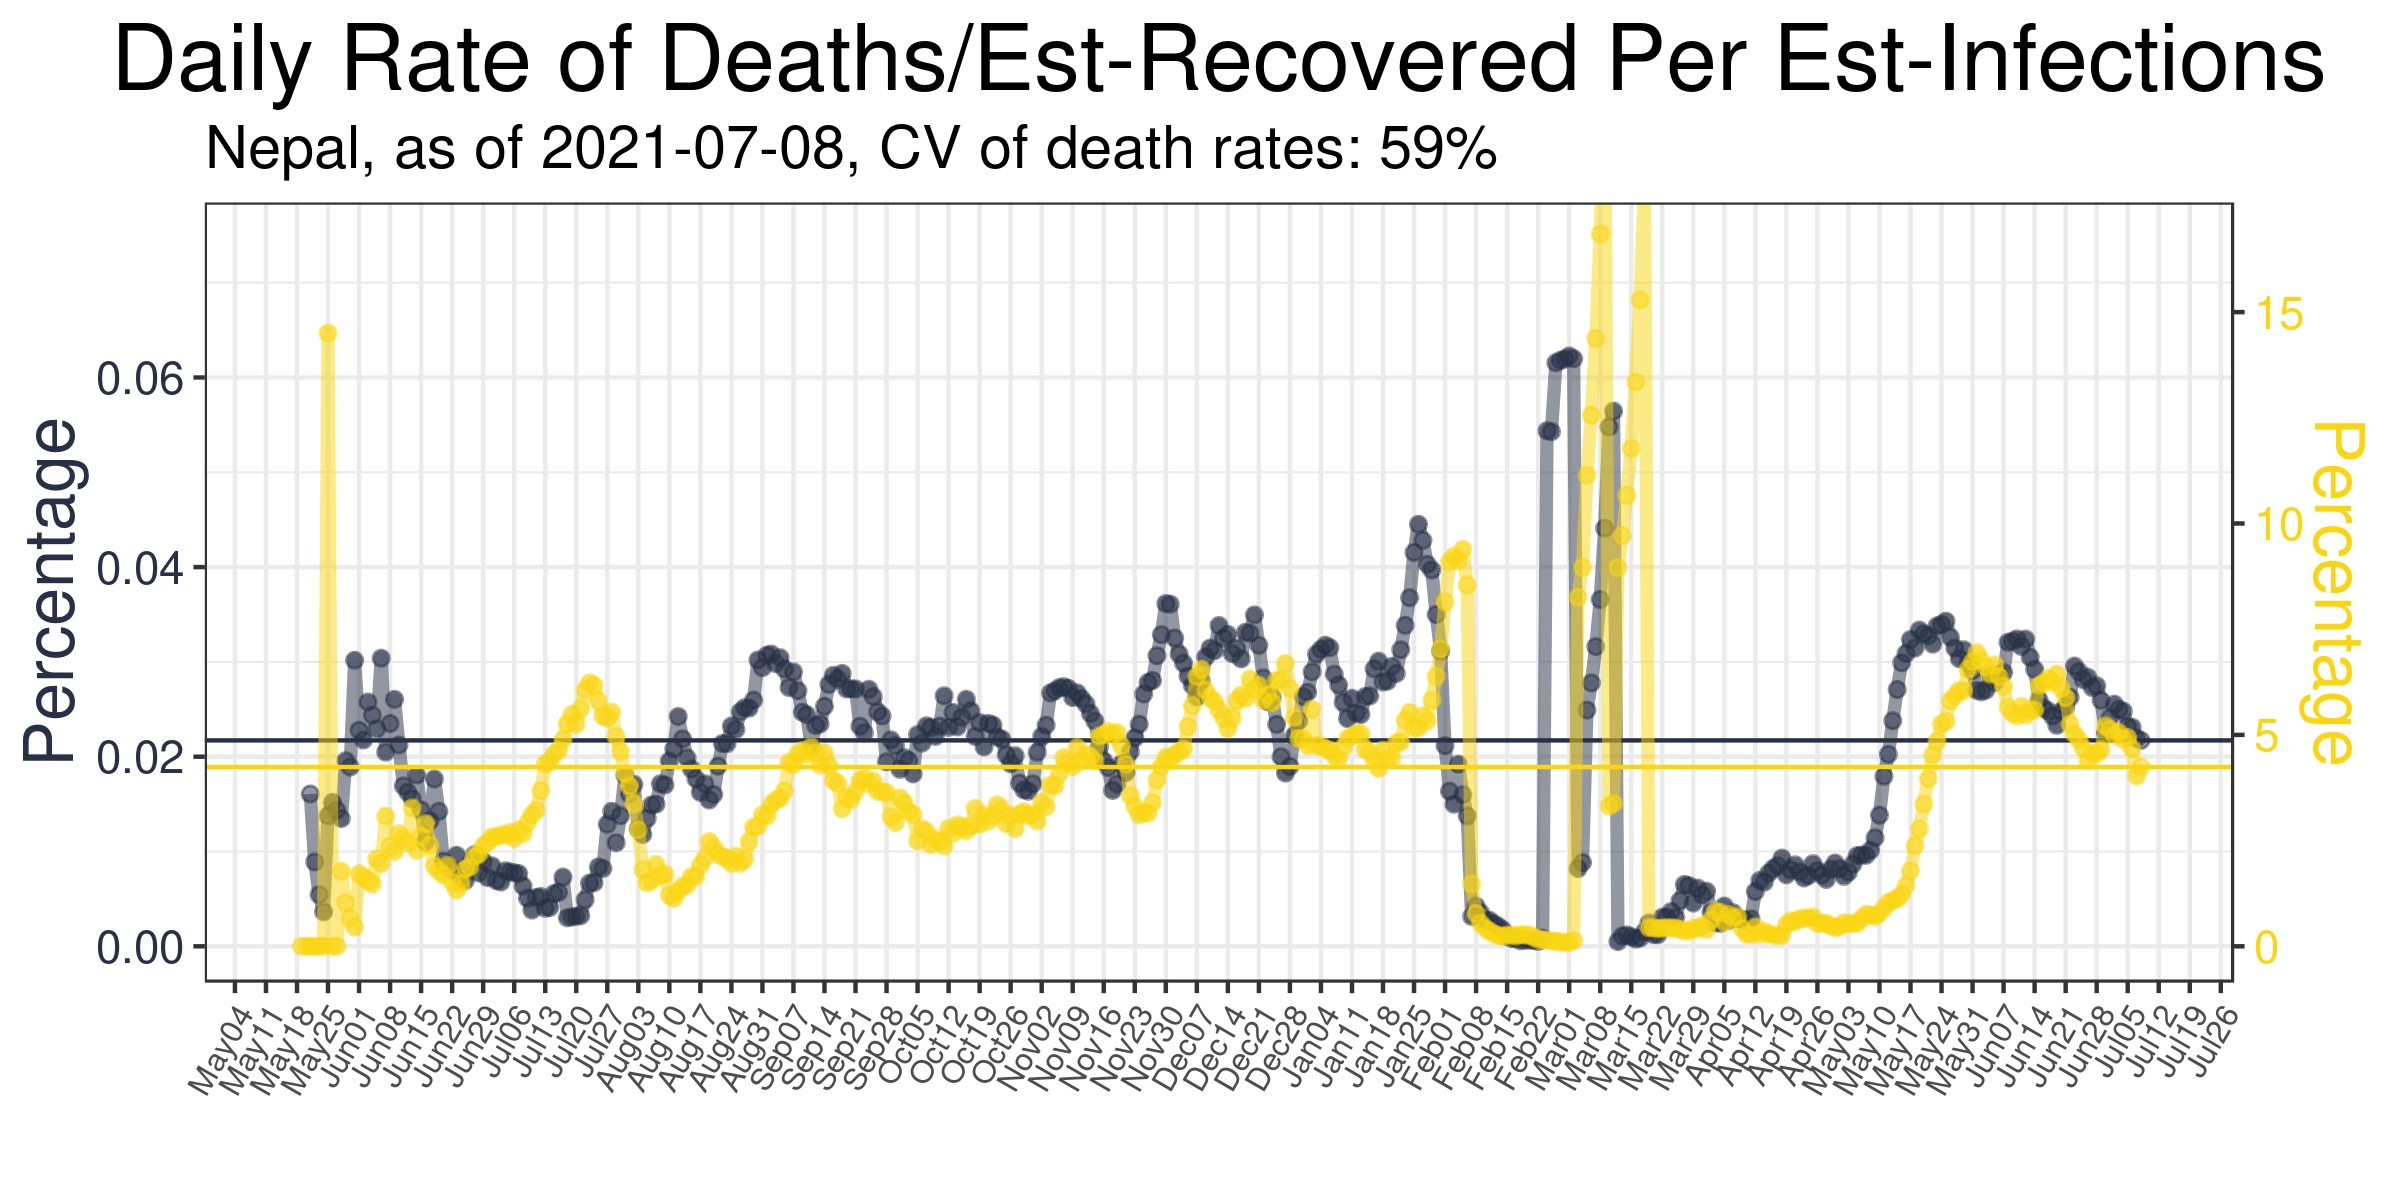 Daily Rate of Deaths/Est-Recovered Per Est-Infections
Nepal, as of 2021-07-08, CV of death rates: 59%
Percentage
0.06
0.04
0.02
0.00
15
10
5
0
Percentage
May04
May11
May18
May25
Jun01
Jun08
Jun15
Jun22
Jun29
Jul06
Jul13
Jul20
Jul27
Aug03
Aug10
Aug17
Aug24
Aug31
Sep07
Sep14
Sep21
Sep28
Oct05
Oct12
Oct19
Oct26
Nov02
Nov09
Nov16
Nov23
Nov30
Dec07
Dec14
Dec21
Dec28
Jan04
Jan11
Jan18
Jan25
Feb01
Feb08
Feb15
Feb22
Mar01
Mar08
Mar15
Mar22
Mar29
Apr05
Apr12
Apr19
Apr26
May03
May10
May17
May24
May31
Jun07
Jun14
Jun21
Jun28
Jul05
Jul12
Jul19
Jul26